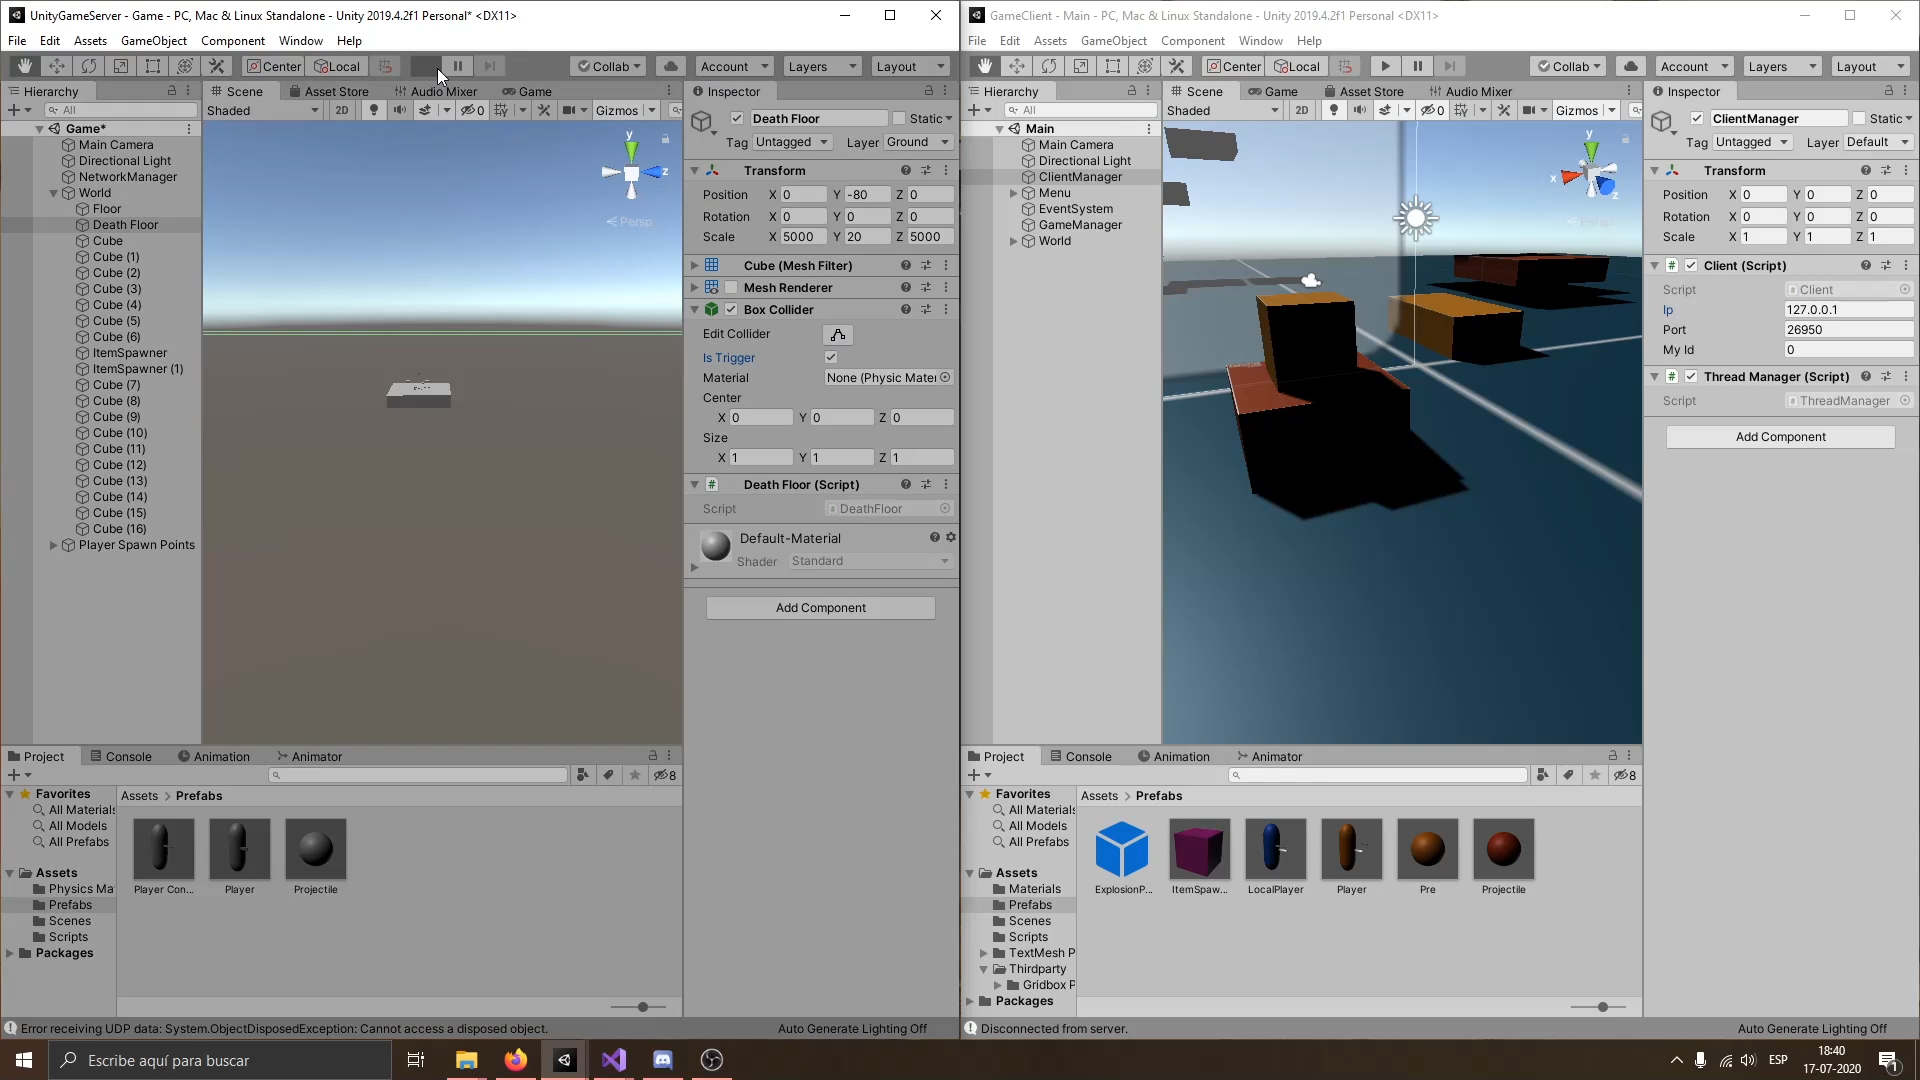 UnityGameServer - Game - PC, Mac & Linux Standalone - Unity 2019.4.2f1 Personal* <DX11>
File Edit Assets GameObject Component Window Help
Center Local Collab Account Layers Layout
Hierarchy
All
Game*
Main Camera
Directional Light
NetworkManager
World
Floor
Death Floor
Cube
Cube (1)
Cube (2)
Cube (3)
Cube (4)
Cube (5)
Cube (6)
ItemSpawner
ItemSpawner (1)
Cube (7)
Cube (8)
Cube (9)
Cube (10)
Cube (11)
Cube (12)
Cube (13)
Cube (14)
Cube (15)
Cube (16)
Player Spawn Points
Scene Asset Store Audio Mixer Game
Shaded 2D 0 Gizmos
y
z
Persp
Inspector
Death Floor Static
Tag Untagged Layer Ground
Transform
Position X 0 Y -80 Z 0
Rotation X 0 Y 0 Z 0
Scale X 5000 Y 20 Z 5000
Cube (Mesh Filter)
Mesh Renderer
Box Collider
Edit Collider
Is Trigger
Material None (Physic Mater
Center
X 0 Y 0 Z 0
Size
X 1 Y 1 Z 1
Death Floor (Script)
Script DeathFloor
Default-Material
Shader Standard
Add Component
Project Console Animation Animator
8
Favorites
All Materials
All Models
All Prefabs
Assets
Physics Ma
Prefabs
Scenes
Scripts
Packages
Assets > Prefabs
Player Con... Player Projectile
Error receiving UDP data: System.ObjectDisposedException: Cannot access a disposed object.
Auto Generate Lighting Off
GameClient - Main - PC, Mac & Linux Standalone - Unity 2019.4.2f1 Personal <DX11>
File Edit Assets GameObject Component Window Help
Center Local Collab Account Layers Layout
Hierarchy
All
Main
Main Camera
Directional Light
ClientManager
Menu
EventSystem
GameManager
World
Scene Game Asset Store Audio Mixer
Shaded 2D 0 Gizmos
y
x
z
Inspector
ClientManager Static
Tag Untagged Layer Default
Transform
Position X 0 Y 0 Z 0
Rotation X 0 Y 0 Z 0
Scale X 1 Y 1 Z 1
Client (Script)
Script Client
Ip 127.0.0.1
Port 26950
My Id 0
Thread Manager (Script)
Script ThreadManager
Add Component
Project Console Animation Animator
8
Favorites
All Materials
All Models
All Prefabs
Assets
Materials
Prefabs
Scenes
Scripts
TextMesh P
Thirdparty
Gridbox P
Packages
Assets > Prefabs
ExplosionP... ItemSpaw... LocalPlayer Player Pre Projectile
Disconnected from server.
Auto Generate Lighting Off
Escribe aquí para buscar
ESP
18:40
17-07-2020
1